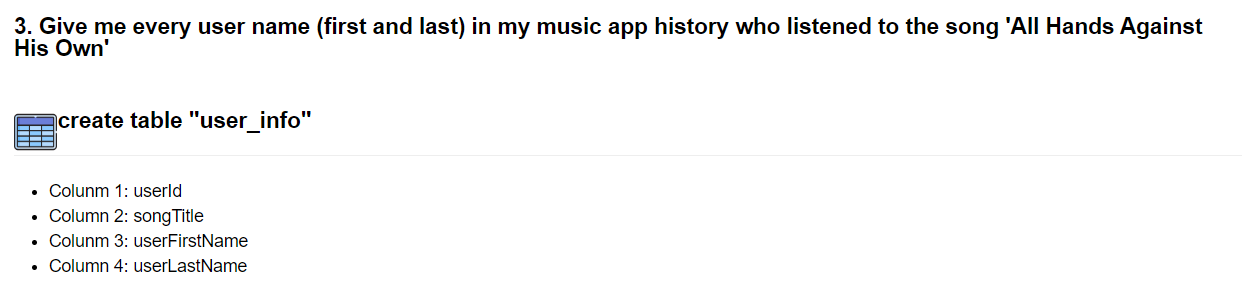 3. Give me every user name (first and last) in my music app history who listened to the song 'All Hands Against
His Own'
create table "user_info"
Colunm 1: userId
Column 2: songTitle
Colunm 3: userFirstName
Column 4: userLastName